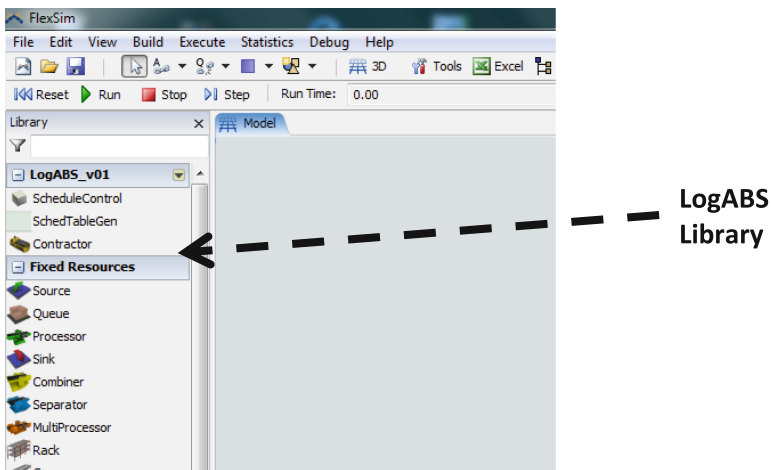 FlexSim
File Edit View Build Execute Statistics Debug Help
3D Tools Excel
Reset Run Stop Step Run Time: 0.00
Library
Model
LogABS_v01
ScheduleControl
SchedTableGen
Contractor
Fixed Resources
Source
Queue
Processor
Sink
Combiner
Separator
MultiProcessor
Rack
LogABS
Library